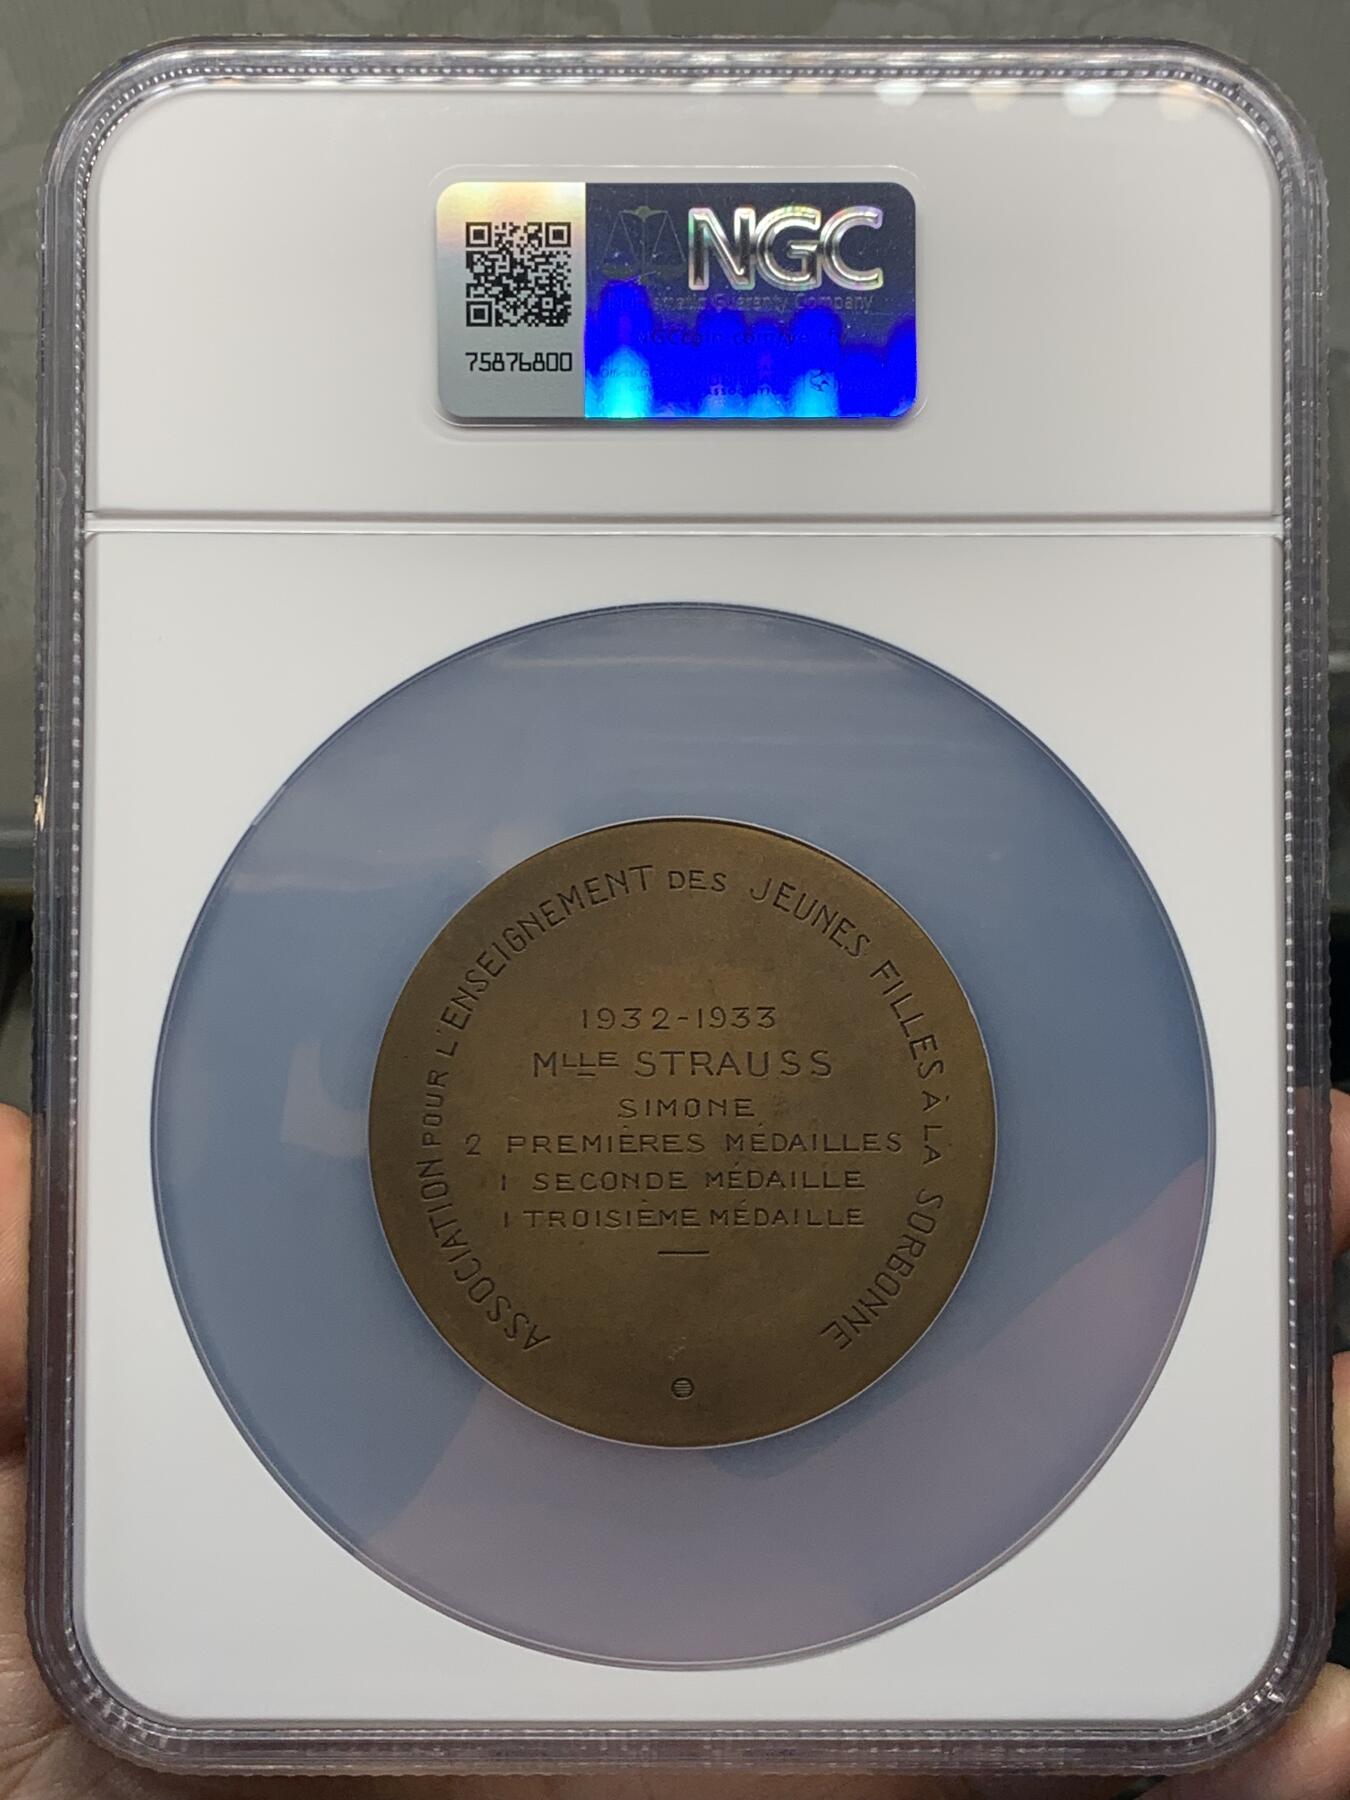 NGC
75876800
ASSOCIATION POUR L'ENSEIGNEMENT DES JEUNES FILLES À LA SORBONNE
1932-1933
MLLE STRAUSS
SIMONE
2 PREMIÈRES MÉDAILLES
1 SECONDE MÉDAILLE
1 TROISIÈME MÉDAILLE